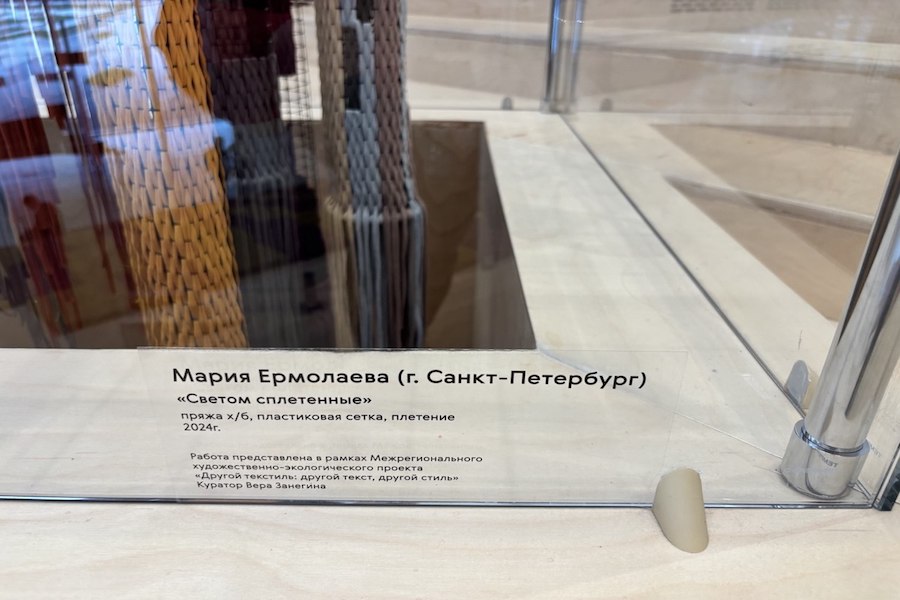 Мария Ермолаева (г. Санкт-Петербург)
«Светом сплетенные»
пряжа х/б, пластиковая сетка, плетение
2024г.
Работа представлена в рамках Межрегионального
художественно-экологического проекта
«Другой текстиль: другой текст, другой стиль»
Куратор Вера Занегина